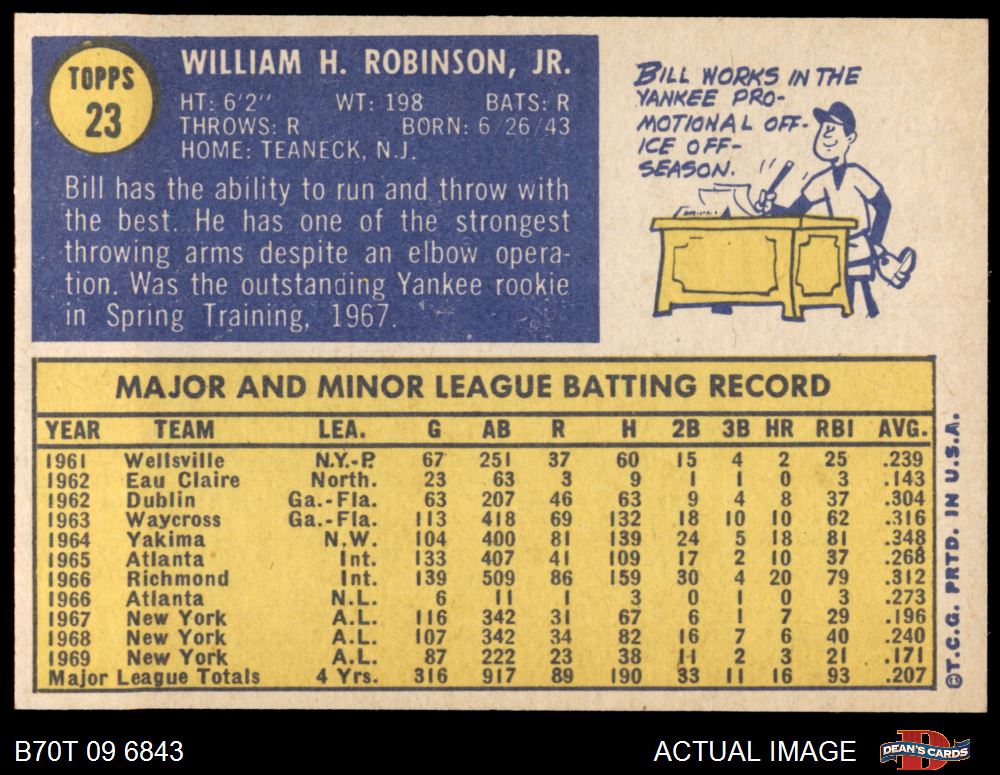 TOPPS
23
WILLIAM H. ROBINSON, JR.
HT: 6'2" WT: 198 BATS: R
THROWS: R BORN: 6/26/43
HOME: TEANECK, N.J.
Bill has the ability to run and throw with
the best. He has one of the strongest
throwing arms despite an elbow opera-
tion. Was the outstanding Yankee rookie
in Spring Training, 1967.
BILL WORKS IN THE
YANKEE PRO-
MOTIONAL OFF-
ICE OFF-
SEASON.
MAJOR AND MINOR LEAGUE BATTING RECORD
YEAR TEAM LEA. G AB R H 2B 3B HR RBI AVG.
1961 Wellsville N.Y.-P. 67 251 37 60 15 4 2 25 .239
1962 Eau Claire North. 23 63 3 9 1 1 0 3 .143
1962 Dublin Ga.-Fla. 63 207 46 63 9 4 8 37 .304
1963 Waycross Ga.-Fla. 113 418 69 132 18 10 10 62 .316
1964 Yakima N.W. 104 400 81 139 24 5 18 81 .348
1965 Atlanta Int. 133 407 41 109 17 2 10 37 .268
1966 Richmond Int. 139 509 86 159 30 4 20 79 .312
1966 Atlanta N.L. 6 11 1 3 0 1 0 3 .273
1967 New York A.L. 116 342 31 67 6 1 7 29 .196
1968 New York A.L. 107 342 34 82 16 7 6 40 .240
1969 New York A.L. 87 222 23 38 11 2 3 21 .171
Major League Totals 4 Yrs. 316 917 89 190 33 11 16 93 .207
©T.C.G. PRTD. IN U.S.A.
B70T 09 6843
ACTUAL IMAGE
DEAN'S CARDS